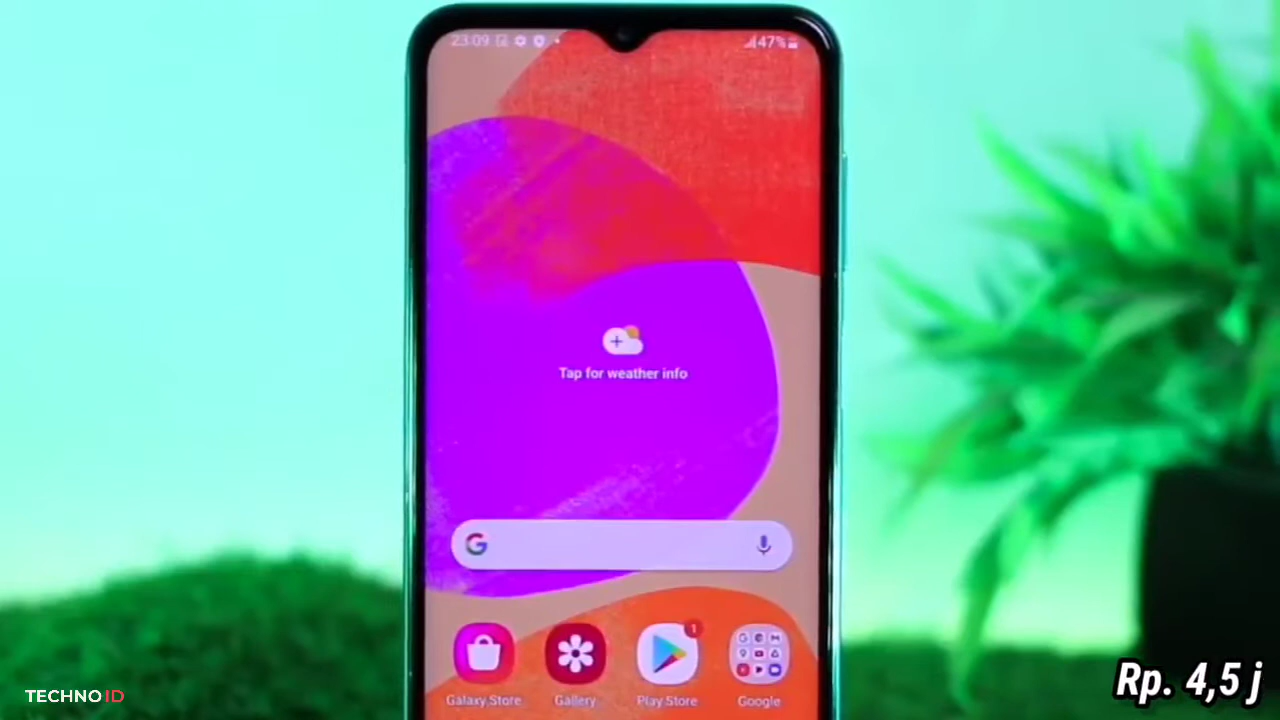 23:09
47%
Tap for weather info
G
1
Galaxy Store
Gallery
Play Store
Google
TECHNO ID
Rp. 4,5 j